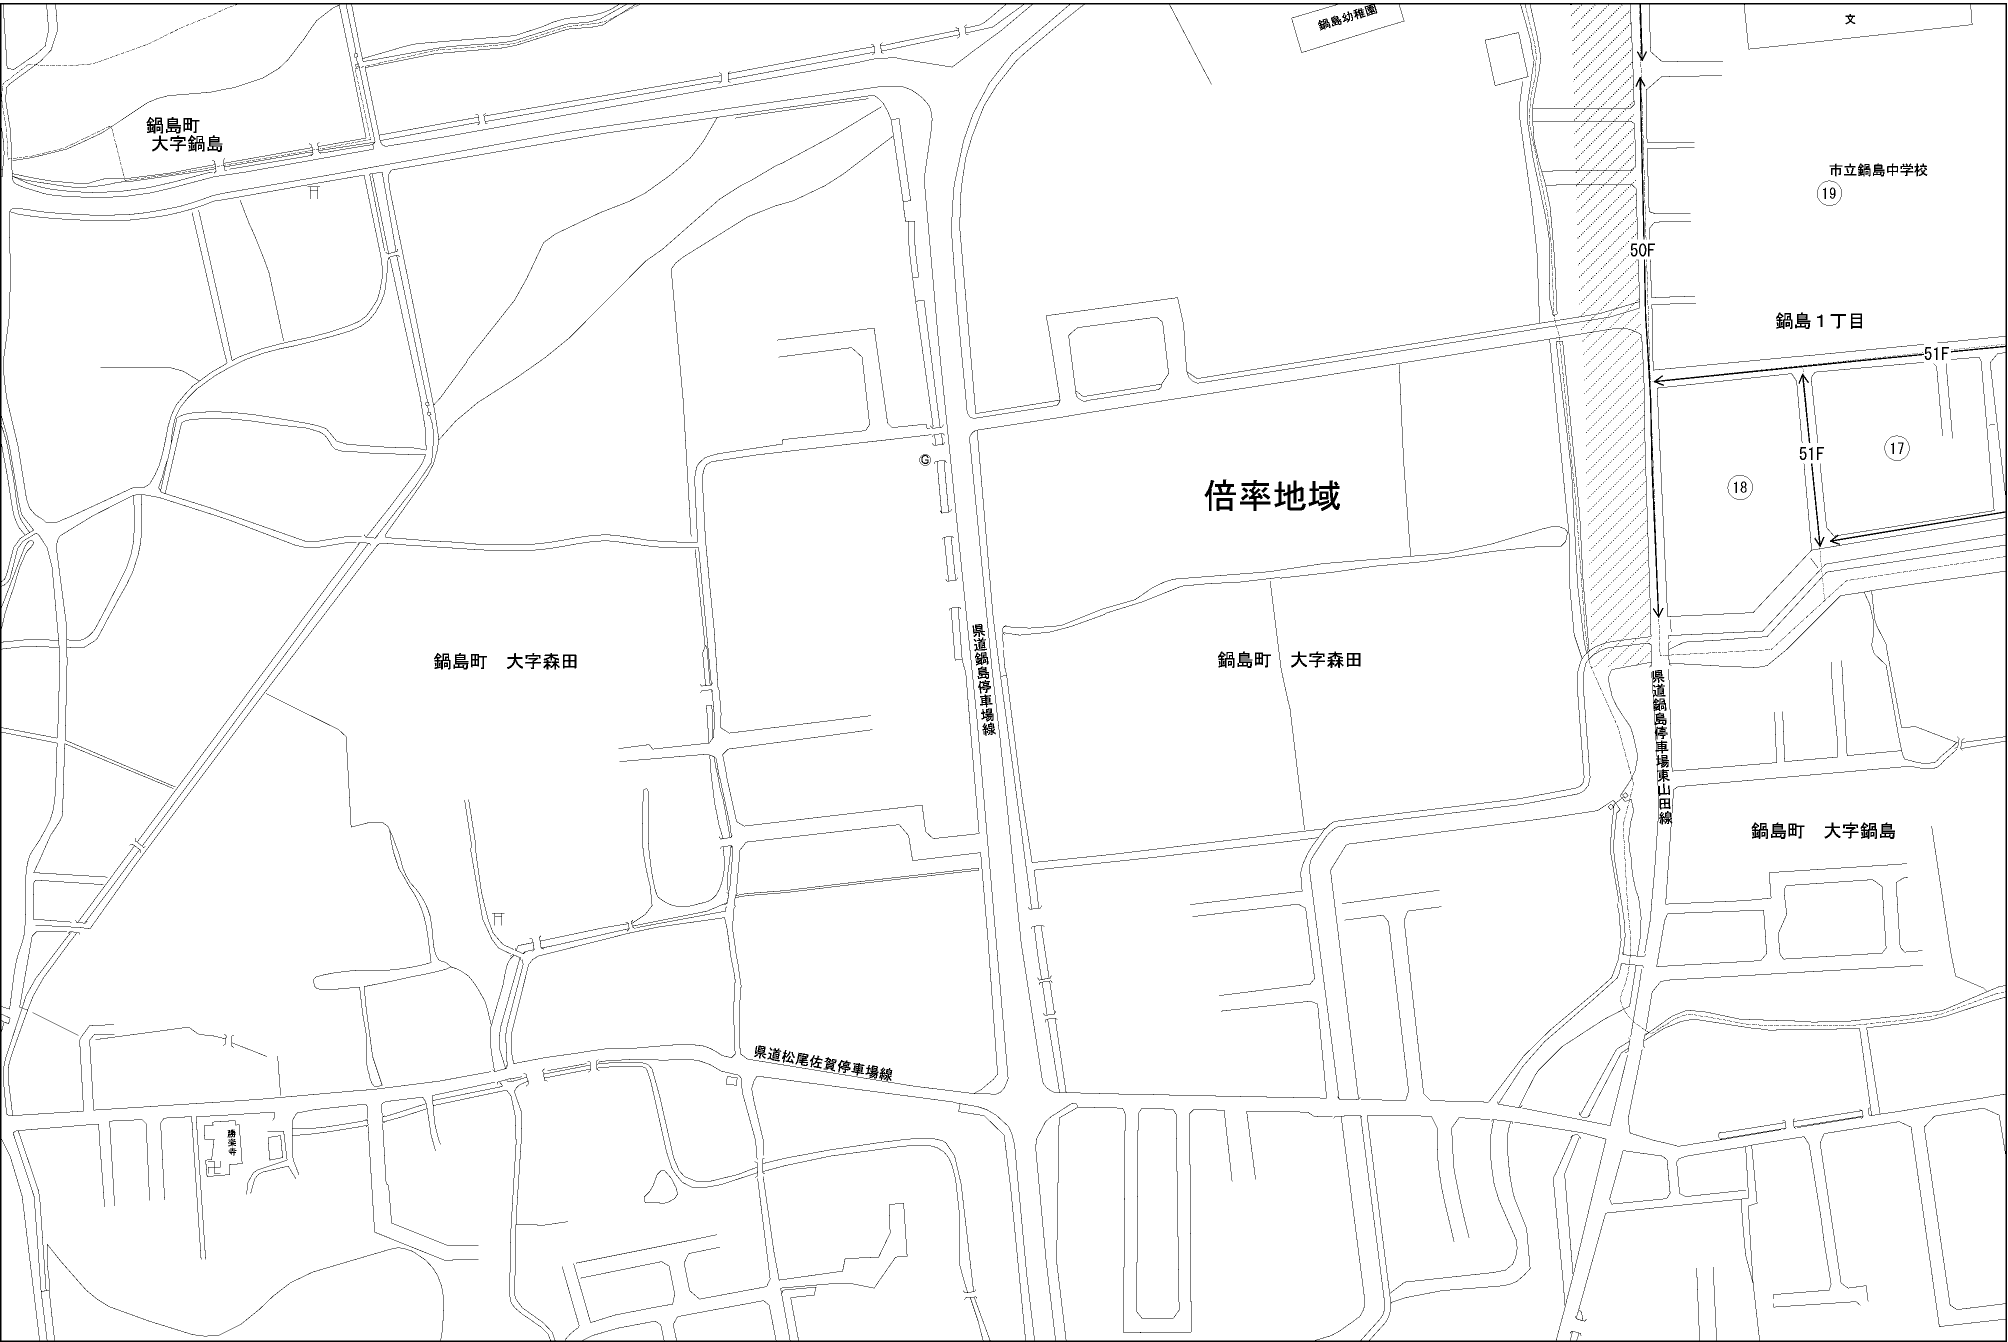 鍋島幼稚園
文
鍋島町
大字鍋島
市立鍋島中学校
19
50F
鍋島1丁目
51F
51F
17
G
18
倍率地域
県道鍋島停車場線
鍋島町 大字森田
鍋島町 大字森田
県道鍋島停車場東山田線
鍋島町 大字鍋島
県道松尾佐賀停車場線
勝楽寺